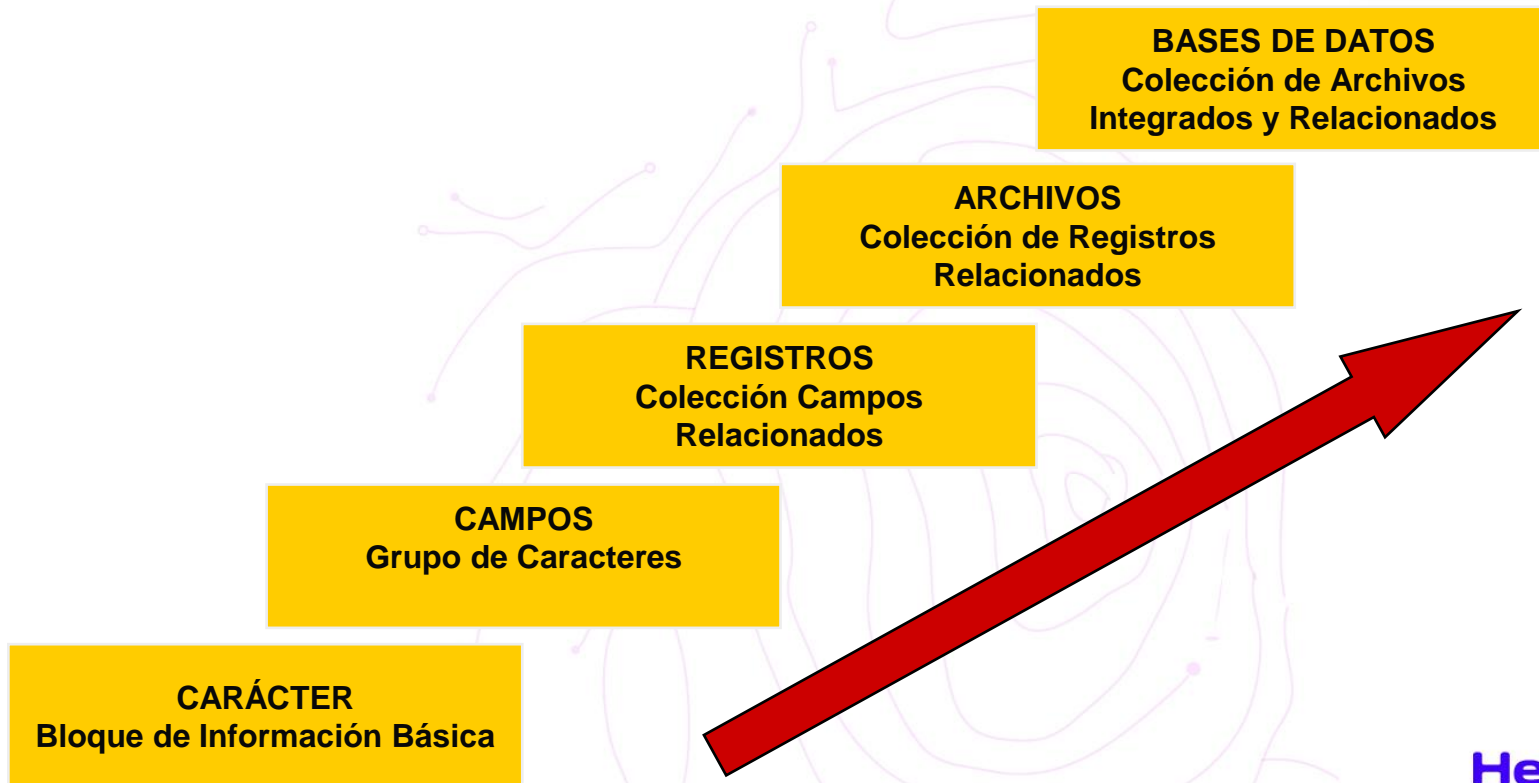 BASES DE DATOS
Colección de Archivos
Integrados y Relacionados
ARCHIVOS
Colección de Registros
Relacionados
REGISTROS
Colección Campos
Relacionados
CAMPOS
Grupo de Caracteres
CARÁCTER
Bloque de Información Básica
He